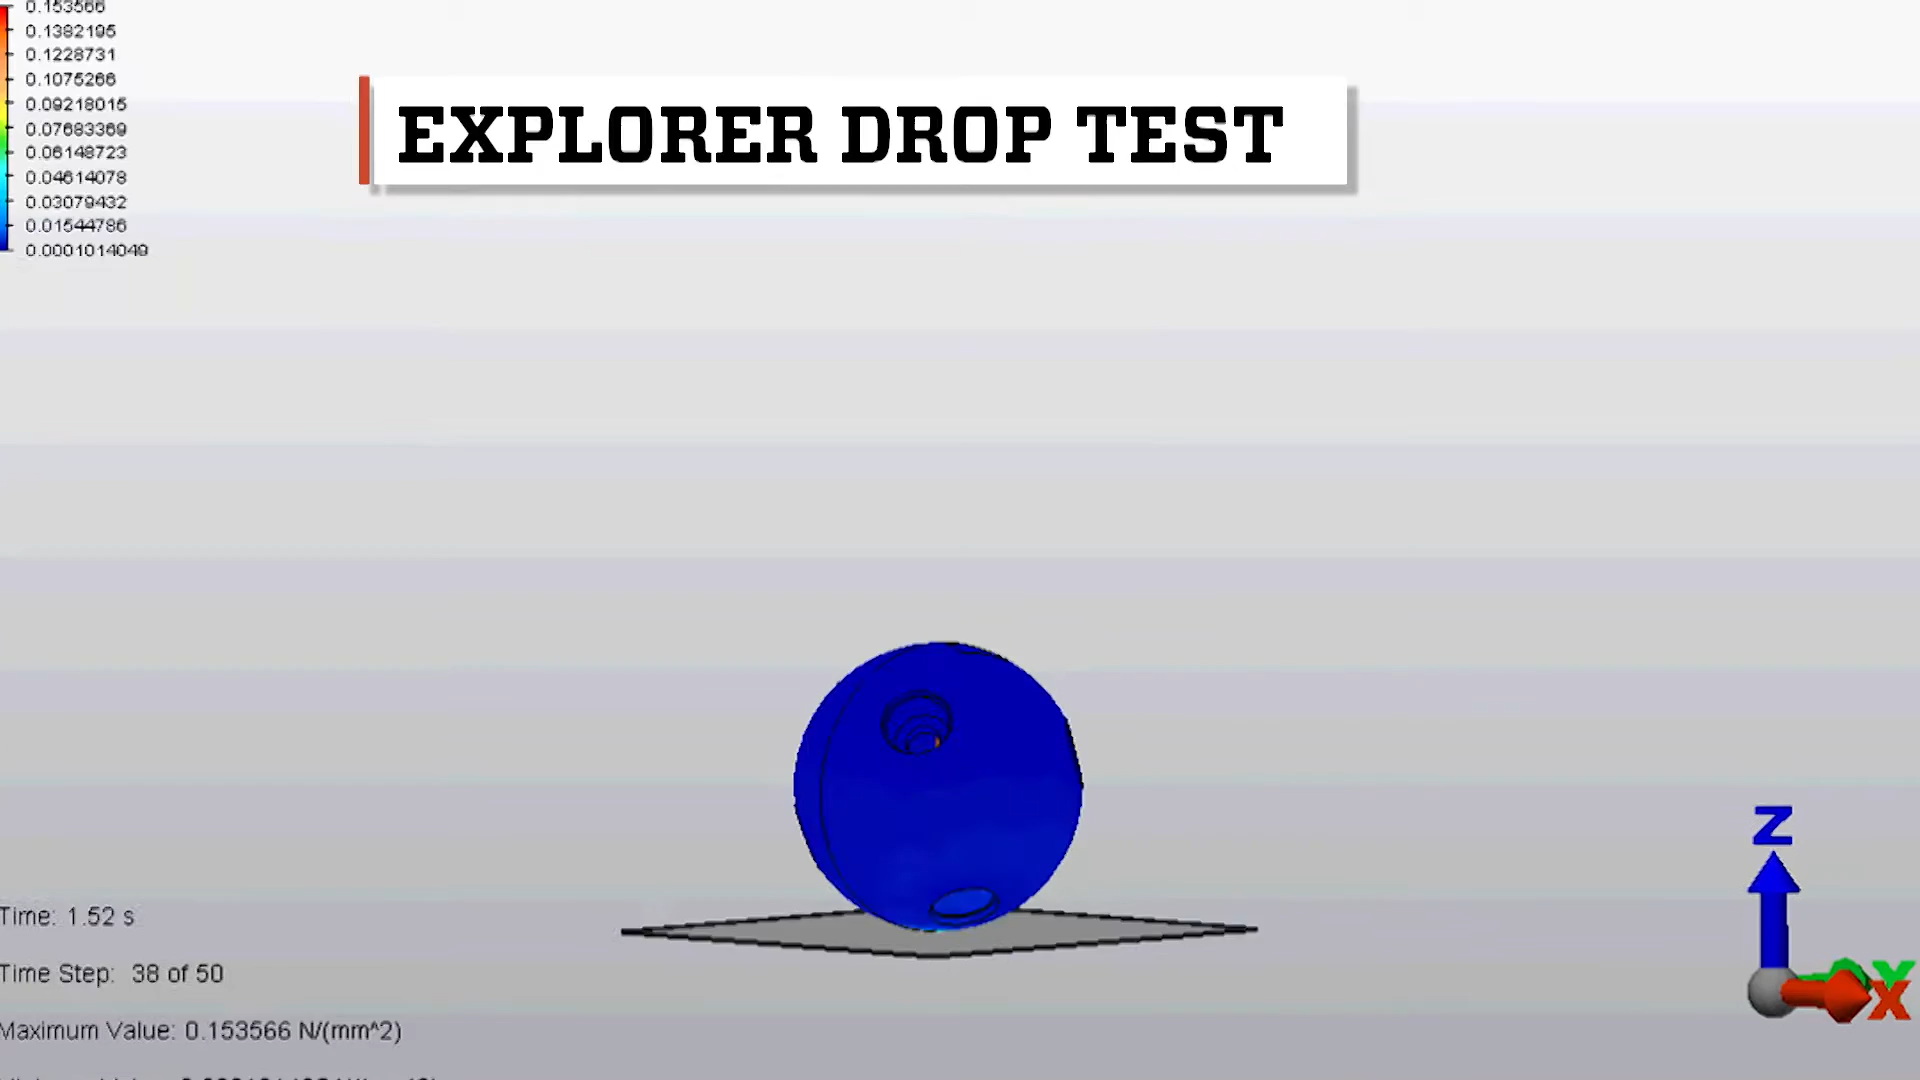 0.153566
0.1382195
0.1228731
0.1075266
0.09218015
0.07683369
0.06148723
0.04614078
0.03079432
0.01544786
0.0001014049
EXPLORER DROP TEST
Time: 1.52 s
Time Step: 38 of 50
Maximum Value: 0.153566 N/(mm^2)
Z
Y
X